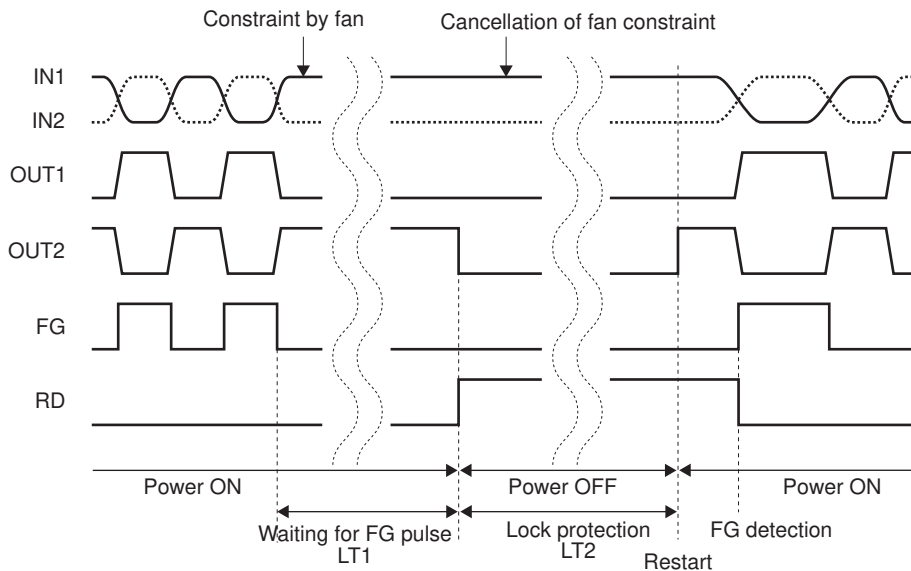 Constraint by fan
Cancellation of fan constraint
IN1
IN2
OUT1
OUT2
FG
RD
Power ON
Power OFF
Power ON
Waiting for FG pulse
LT1
Lock protection
LT2
FG detection
Restart